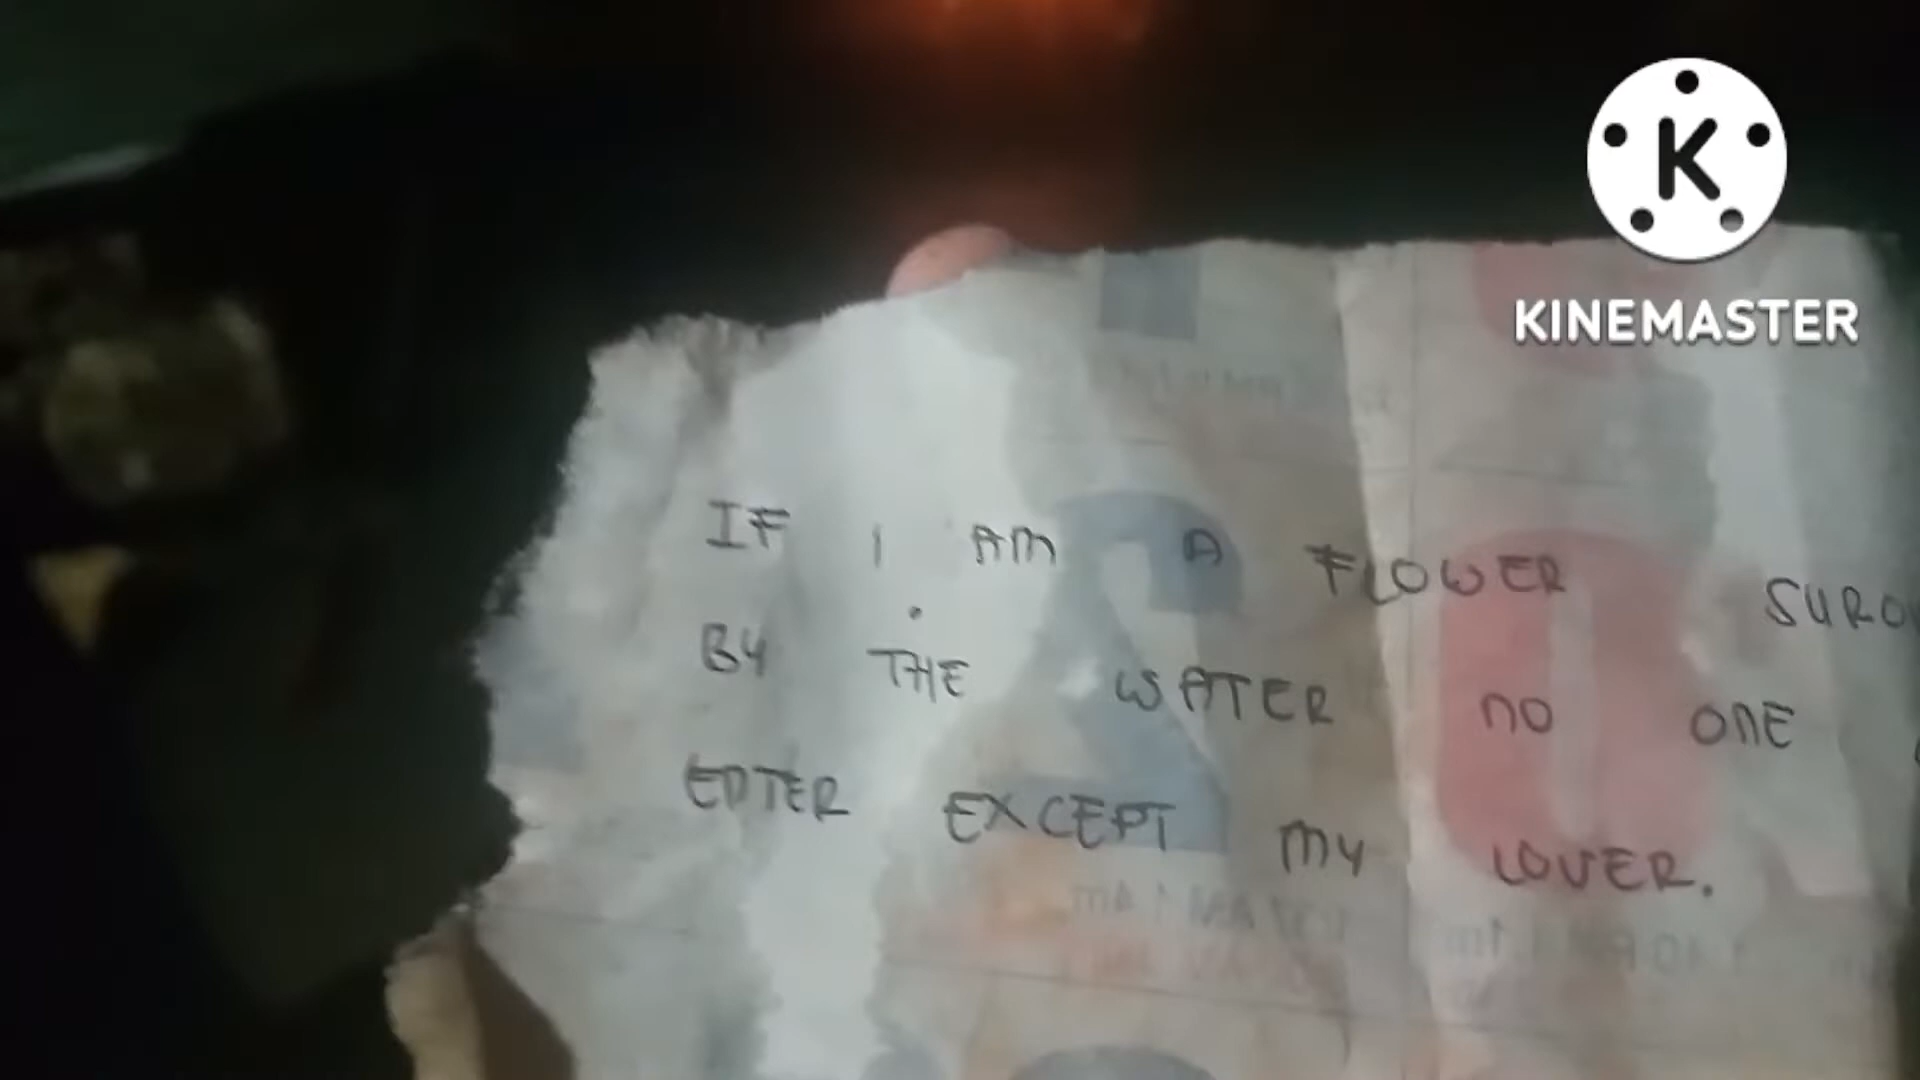 K
KINEMASTER
IF I AM A FLOWER
BY THE WATER NO ONE
EDTER EXCEPT MY LOVER.